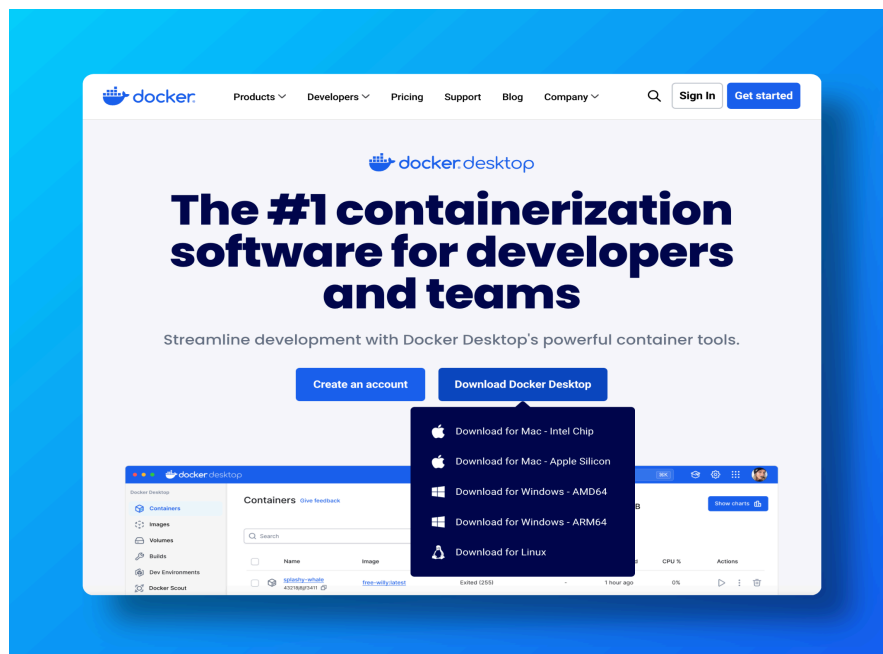 docker
Products
Developers
Pricing
Support
Blog
Company
Sign In
Get started
docker.desktop
The #1 containerization
software for developers
and teams
Streamline development with Docker Desktop's powerful container tools.
Create an account
Download Docker Desktop
Download for Mac - Intel Chip
Download for Mac - Apple Silicon
Download for Windows - AMD64
Download for Windows - ARM64
Download for Linux
docker.desktop
Docker Desktop
Containers
Images
Volumes
Builds
Dev Environments
Docker Scout
Containers Give feedback
B
Show charts
Search
Name
Image
d
CPU %
Actions
splashy-whale
free-willy:latest
Exited (255)
-
1 hour ago
0%